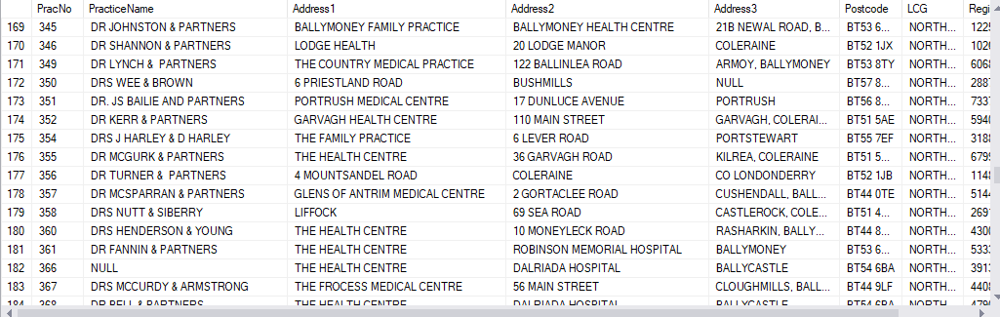 PracNo PracticeName Address1 Address2 Address3 Postcode LCG Regi
169 345 DR JOHNSTON & PARTNERS BALLYMONEY FAMILY PRACTICE BALLYMONEY HEALTH CENTRE 21B NEWAL ROAD, B... BT53 6... NORTH... 1225
170 346 DR SHANNON & PARTNERS LODGE HEALTH 20 LODGE MANOR COLERAINE BT52 1JX NORTH... 102
171 349 DR LYNCH & PARTNERS THE COUNTRY MEDICAL PRACTICE 122 BALLINLEA ROAD ARMOY, BALLYMONEY BT53 8TY NORTH... 606
172 350 DRS WEE & BROWN 6 PRIESTLAND ROAD BUSHMILLS NULL BT57 8... NORTH... 288
173 351 DR. JS BAILIE AND PARTNERS PORTRUSH MEDICAL CENTRE 17 DUNLUCE AVENUE PORTRUSH BT56 8... NORTH... 733
174 352 DR KERR & PARTNERS GARVAGH HEALTH CENTRE 110 MAIN STREET GARVAGH, COLERAI... BT51 5AE NORTH... 5940
175 354 DRS J HARLEY & D HARLEY THE FAMILY PRACTICE 6 LEVER ROAD PORTSTEWART BT55 7EF NORTH... 318
176 355 DR MCGURK & PARTNERS THE HEALTH CENTRE 36 GARVAGH ROAD KILREA, COLERAINE BT51 5... NORTH... 679
177 356 DR TURNER & PARTNERS 4 MOUNTSANDEL ROAD COLERAINE CO LONDONDERRY BT52 1JB NORTH... 114
178 357 DR MCSPARRAN & PARTNERS GLENS OF ANTRIM MEDICAL CENTRE 2 GORTACLEE ROAD CUSHENDALL, BALL... BT44 0TE NORTH... 514
179 358 DRS NUTT & SIBERRY LIFFOCK 69 SEA ROAD CASTLEROCK, COLE... BT51 4... NORTH... 269
180 360 DRS HENDERSON & YOUNG THE HEALTH CENTRE 10 MONEYLECK ROAD RASHARKIN, BALLY... BT44 8... NORTH... 4300
181 361 DR FANNIN & PARTNERS THE HEALTH CENTRE ROBINSON MEMORIAL HOSPITAL BALLYMONEY BT53 6... NORTH... 533
182 366 NULL THE HEALTH CENTRE DALRIADA HOSPITAL BALLYCASTLE BT54 6BA NORTH... 391
183 367 DRS MCCURDY & ARMSTRONG THE FROCESS MEDICAL CENTRE 56 MAIN STREET CLOUGHMILLS, BALL... BT44 9LF NORTH... 440
184 368 DR BELL & PARTNERS THE HEALTH CENTRE DALRIADA HOSPITAL BALLYCASTLE BT54 6BA NORTH... 479